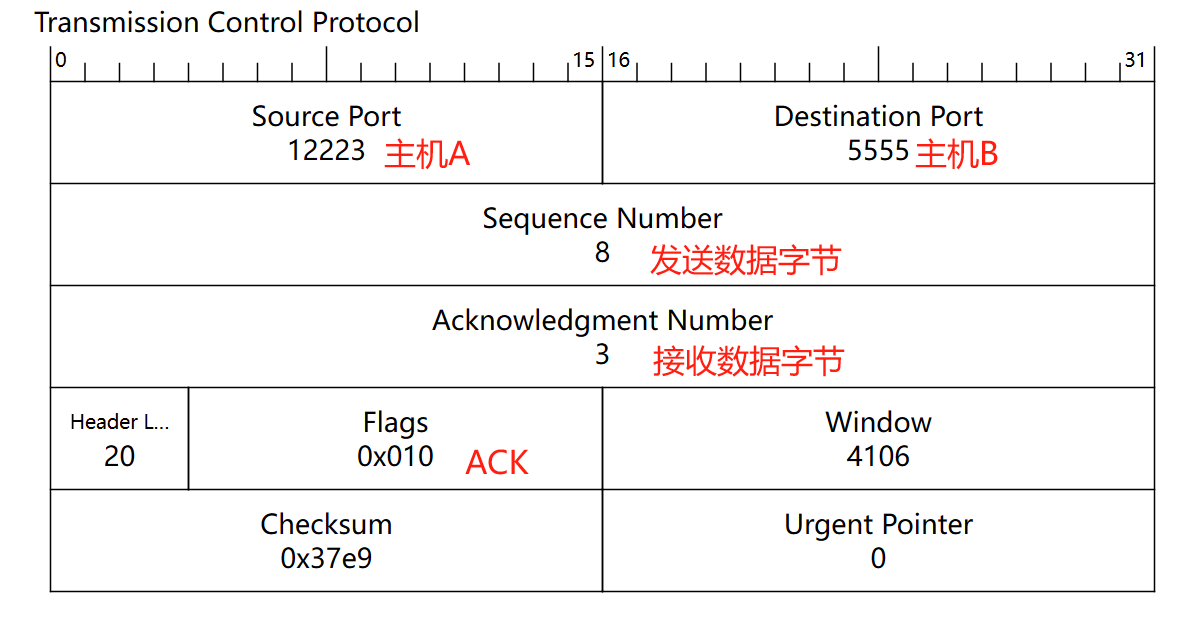 Transmission Control Protocol
0 15 16 31
Source Port Destination Port
12223 主机A 5555 主机B
Sequence Number
8 发送数据字节
Acknowledgment Number
3 接收数据字节
Header L... Flags Window
20 0x010 ACK 4106
Checksum Urgent Pointer
0x37e9 0